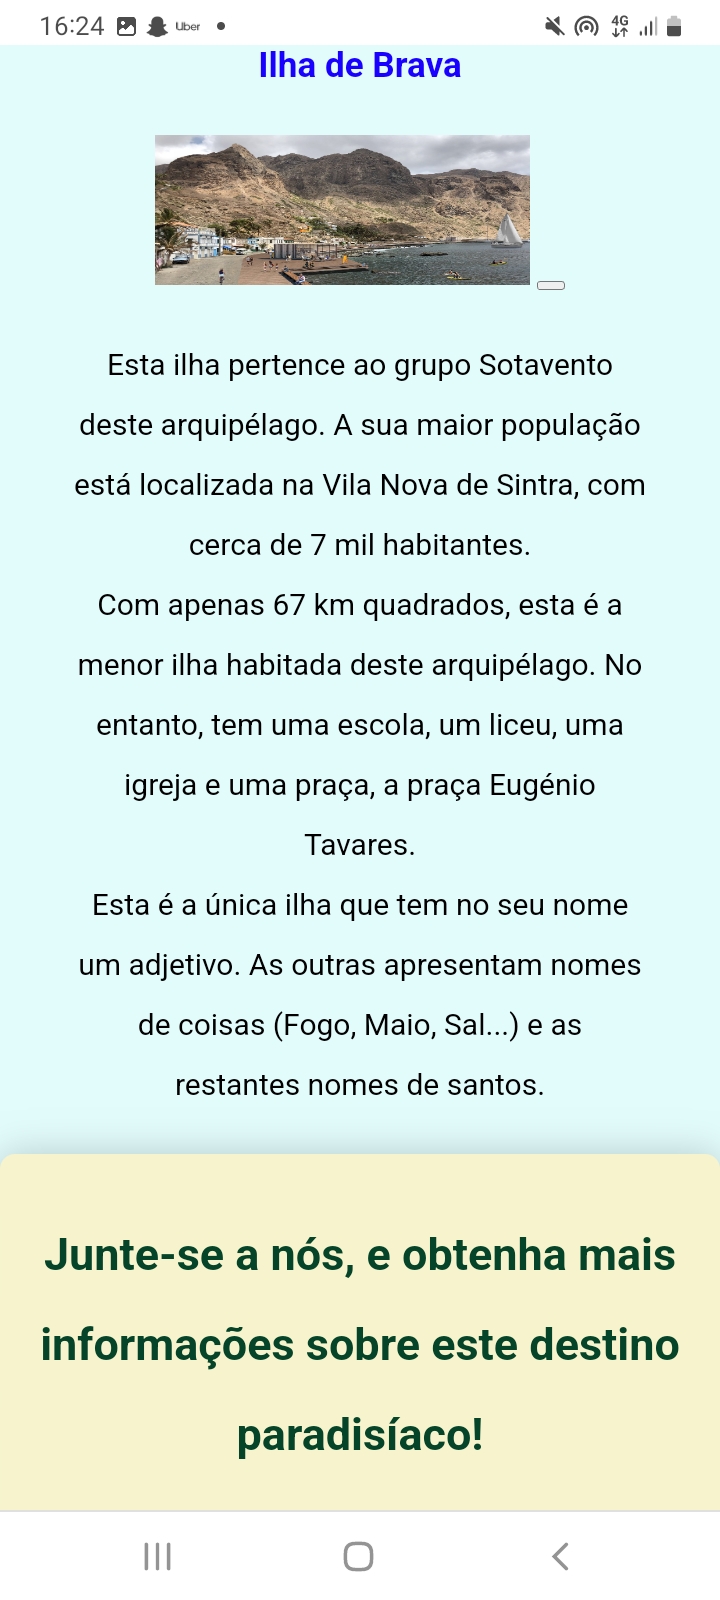 16:24 Uber 4G
Ilha de Brava
Esta ilha pertence ao grupo Sotavento
deste arquipélago. A sua maior população
está localizada na Vila Nova de Sintra, com
cerca de 7 mil habitantes.
Com apenas 67 km quadrados, esta é a
menor ilha habitada deste arquipélago. No
entanto, tem uma escola, um liceu, uma
igreja e uma praça, a praça Eugénio
Tavares.
Esta é a única ilha que tem no seu nome
um adjetivo. As outras apresentam nomes
de coisas (Fogo, Maio, Sal...) e as
restantes nomes de santos.
Junte-se a nós, e obtenha mais
informações sobre este destino
paradisíaco!